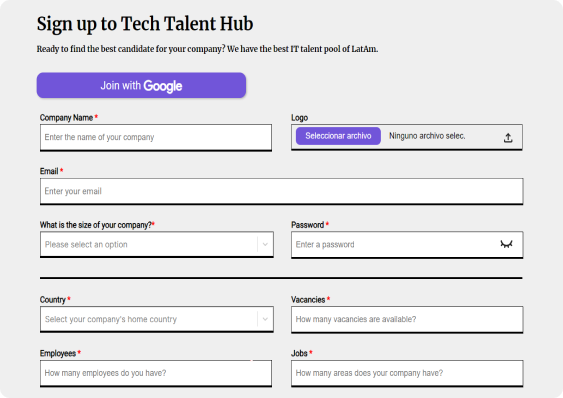 Sign up to Tech Talent Hub
Ready to find the best candidate for your company? We have the best IT talent pool of LatAm.
Join with Google
Company Name *
Logo
Enter the name of your company
Seleccionar archivo
Ninguno archivo selec.
Email *
Enter your email
What is the size of your company?*
Password *
Please select an option
Enter a password
Country *
Vacancies *
Select your company's home country
How many vacancies are available?
Employees *
Jobs *
How many employees do you have?
How many areas does your company have?